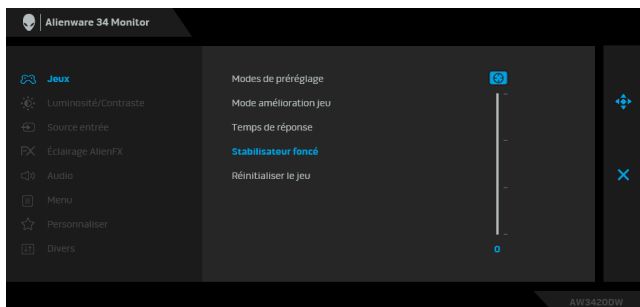 Alienware 34 Monitor
Jeux
Luminosité/Contraste
Source entrée
FX Éclairage AlienFX
Audio
Menu
Personnaliser
Divers
Modes de préréglage
Mode amélioration jeu
Temps de réponse
Stabilisateur foncé
Réinitialiser le jeu
0
AW3420DW